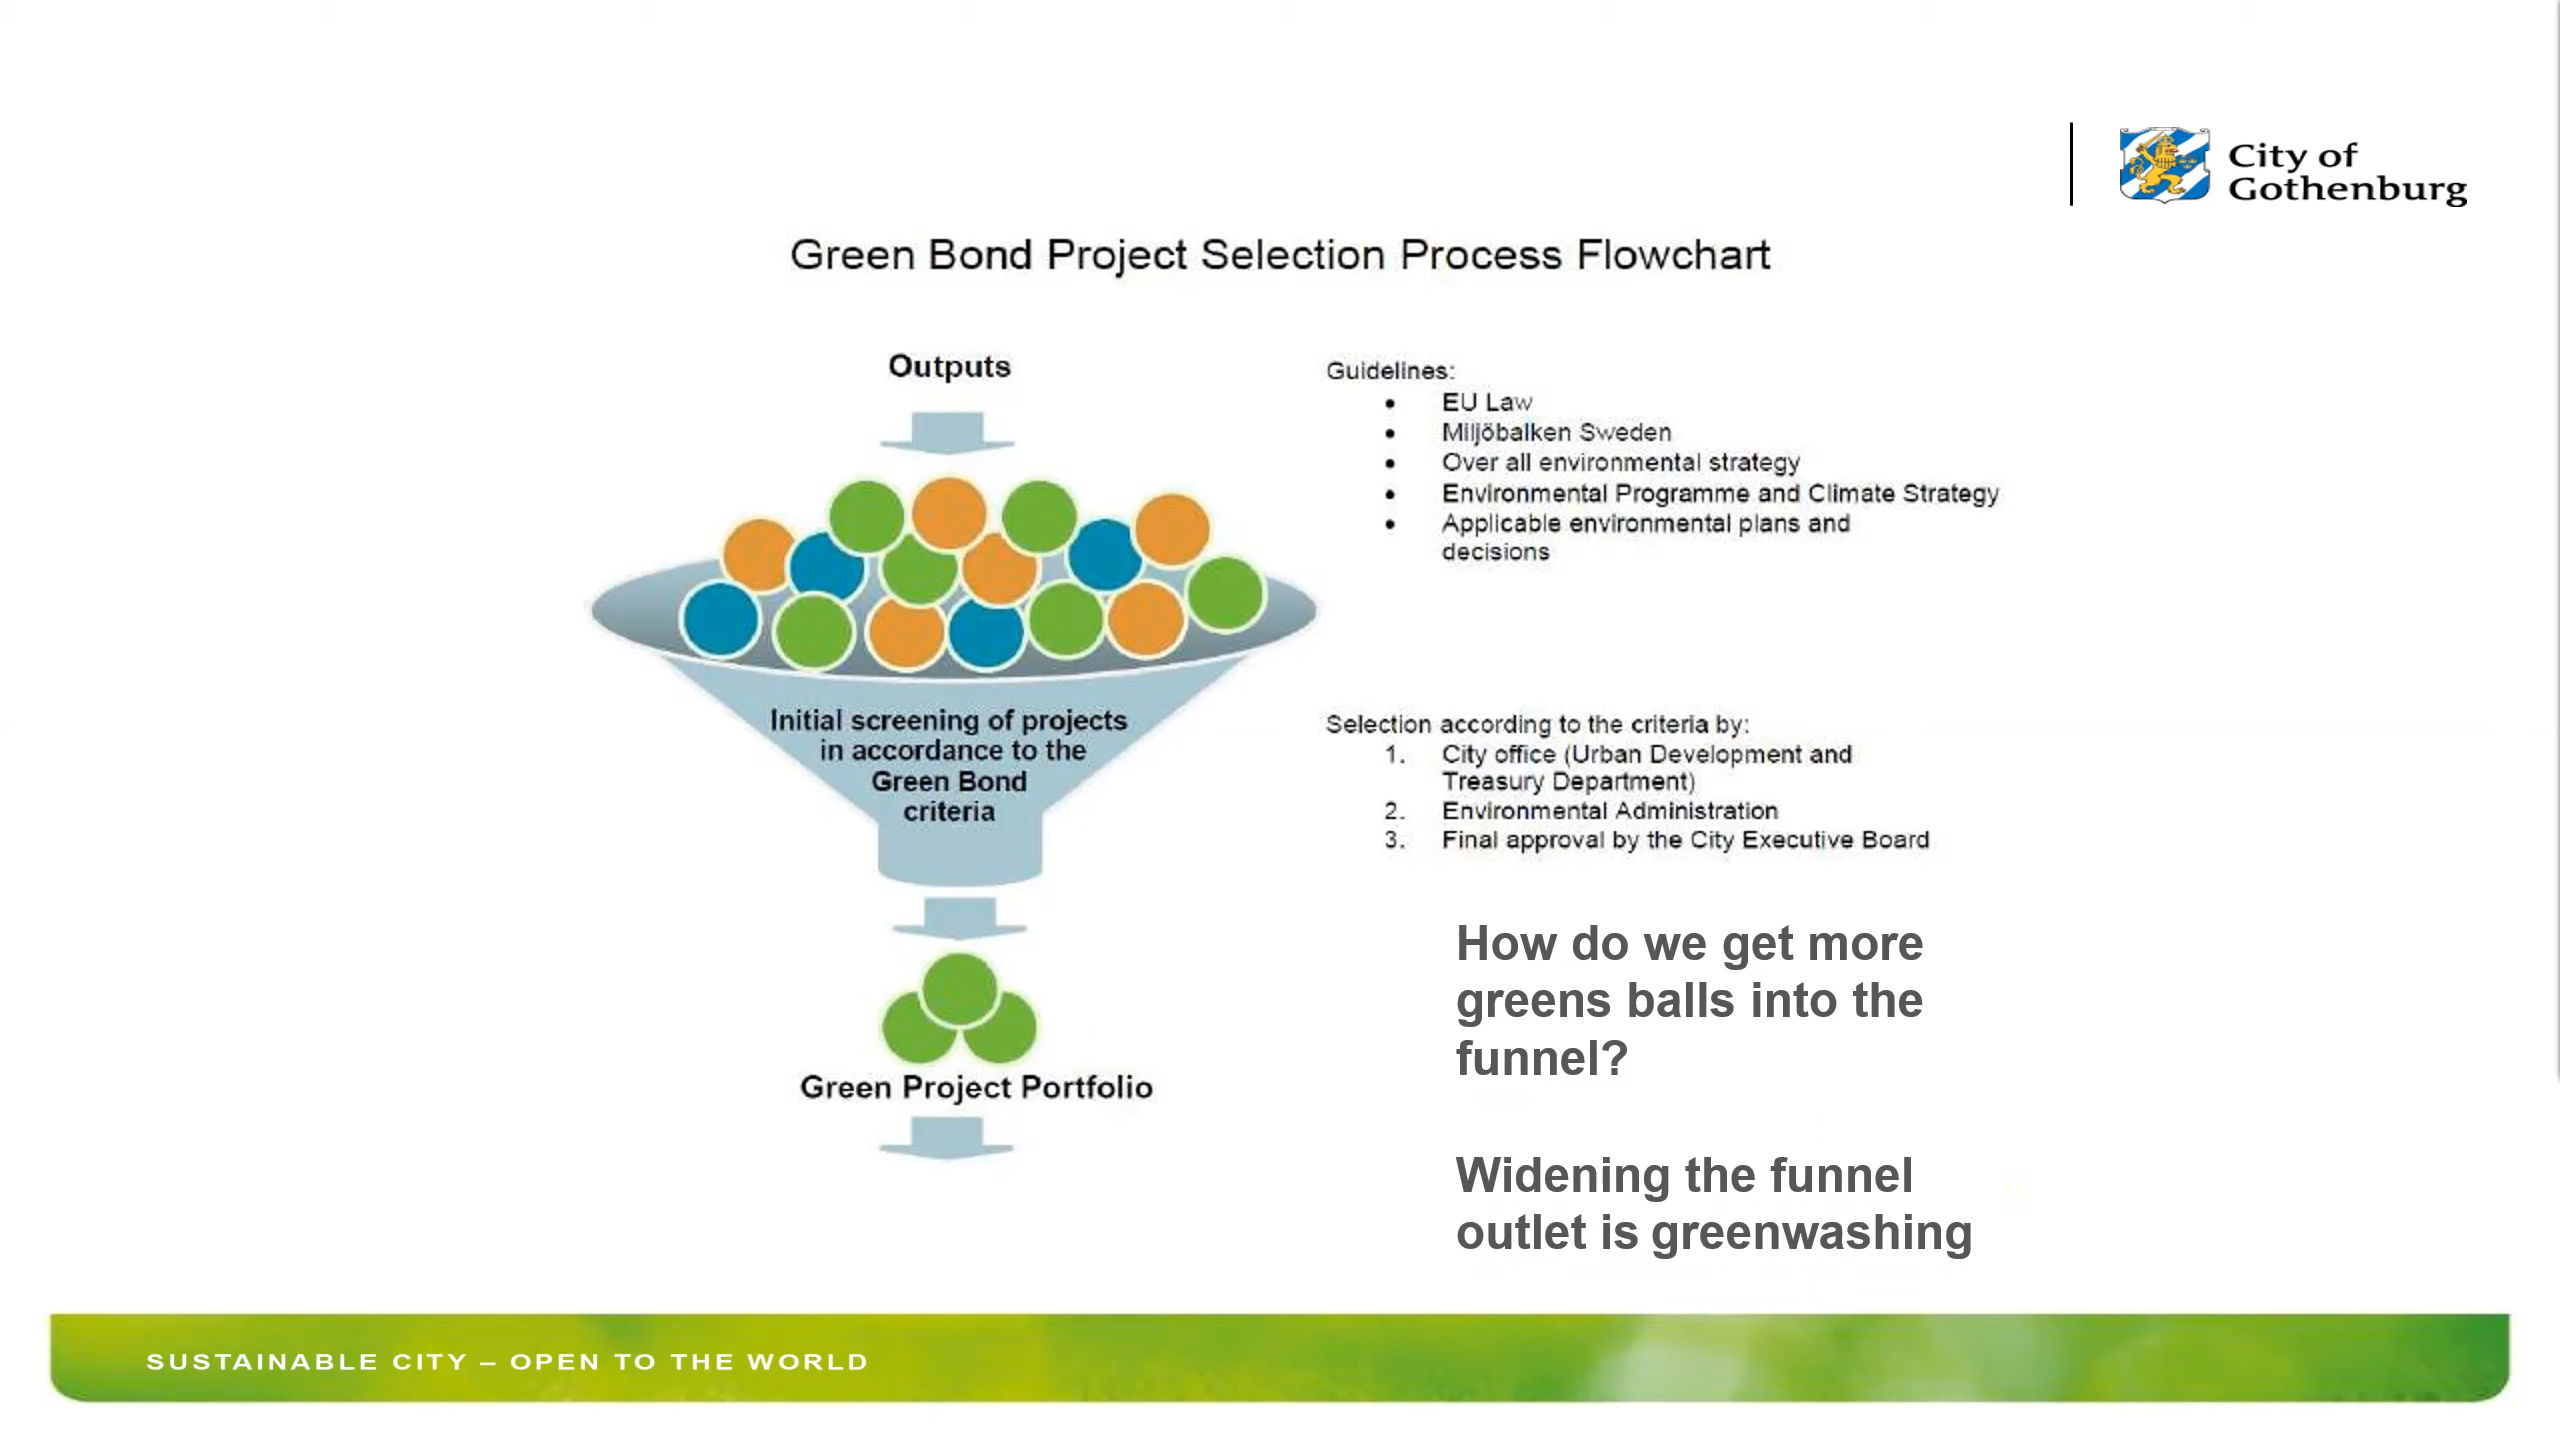 City of
Gothenburg
Green Bond Project Selection Process Flowchart
Outputs
Guidelines:
• EU Law
• Miljöbalken Sweden
• Over all environmental strategy
• Environmental Programme and Climate Strategy
• Applicable environmental plans and
decisions
Initial screening of projects
in accordance to the
Green Bond
criteria
Selection according to the criteria by:
1. City office (Urban Development and
Treasury Department)
2. Environmental Administration
3. Final approval by the City Executive Board
Green Project Portfolio
How do we get more
greens balls into the
funnel?
Widening the funnel
outlet is greenwashing
SUSTAINABLE CITY – OPEN TO THE WORLD